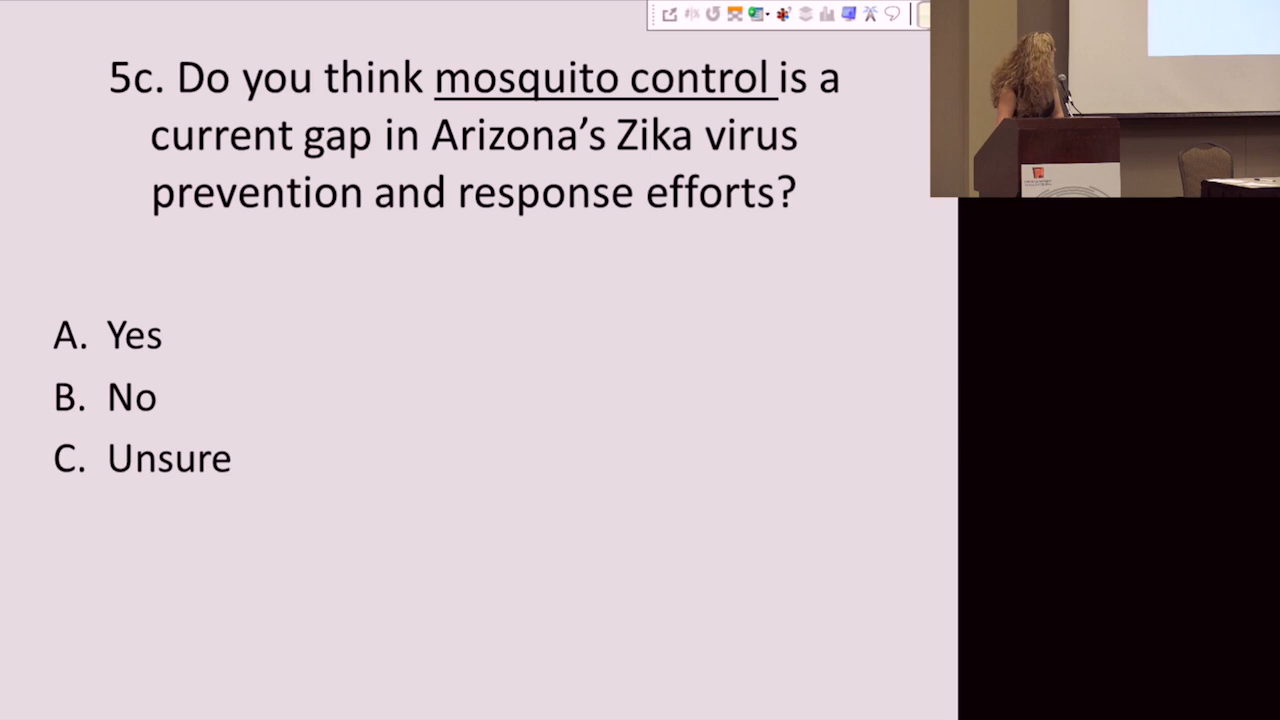 5c. Do you think mosquito control is a
current gap in Arizona’s Zika virus
prevention and response efforts?
A. Yes
B. No
C. Unsure